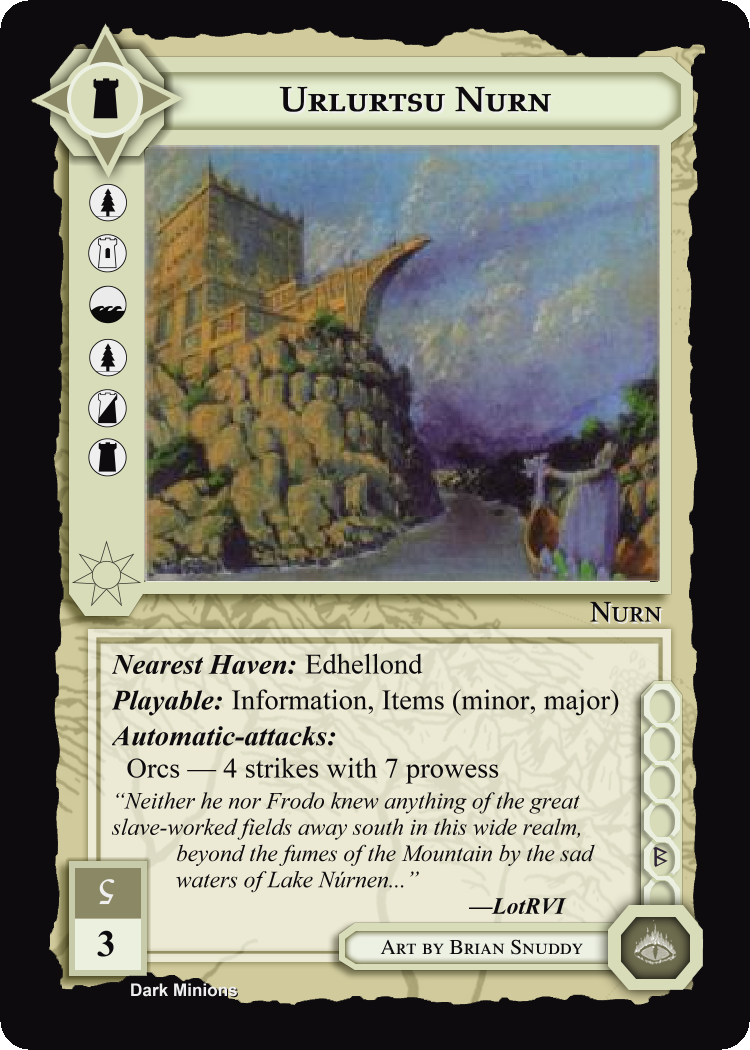 Urlurtsu Nurn
Nurn
Nearest Haven: Edhellond
Playable: Information, Items (minor, major)
Automatic-attacks:
Orcs — 4 strikes with 7 prowess
“Neither he nor Frodo knew anything of the great
slave-worked fields away south in this wide realm,
beyond the fumes of the Mountain by the sad
waters of Lake Núrnen...”
—LotRVI
3
Art by Brian Snuddy
Dark Minions